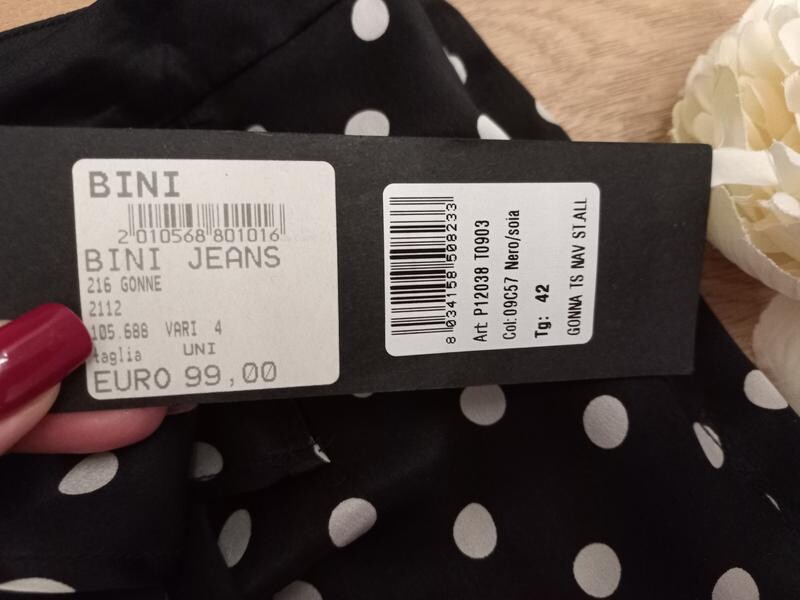 BINI
2 010568 801016
BINI JEANS
216 GONNE
2112
105.688 VARI 4
taglia UNI
EURO 99,00
8 034158 508233
Art: P12038 T0903
Col:09C57 Nero/soia
Tg: 42
GONNA TS NAV ST.ALL